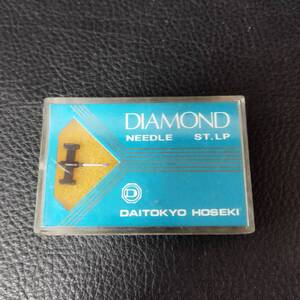 DIAMOND
NEEDLE ST. LP
DAITOKYO HOSEKI